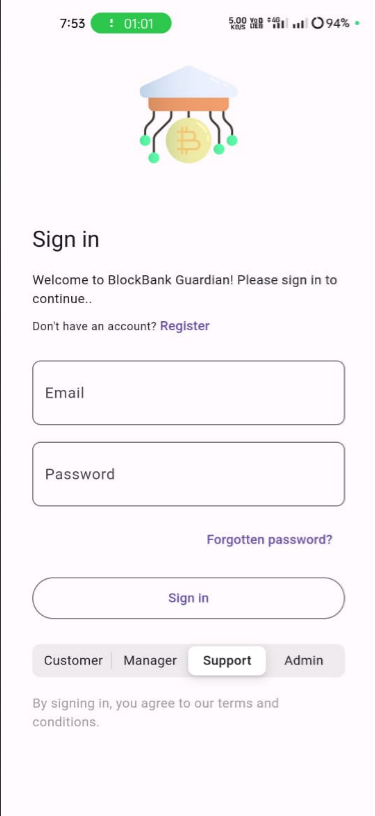 7:53 01:01 5.00 KB/S 4G 94%
Sign in
Welcome to BlockBank Guardian! Please sign in to
continue..
Don't have an account? Register
Email
Password
Forgotten password?
Sign in
Customer Manager Support Admin
By signing in, you agree to our terms and
conditions.